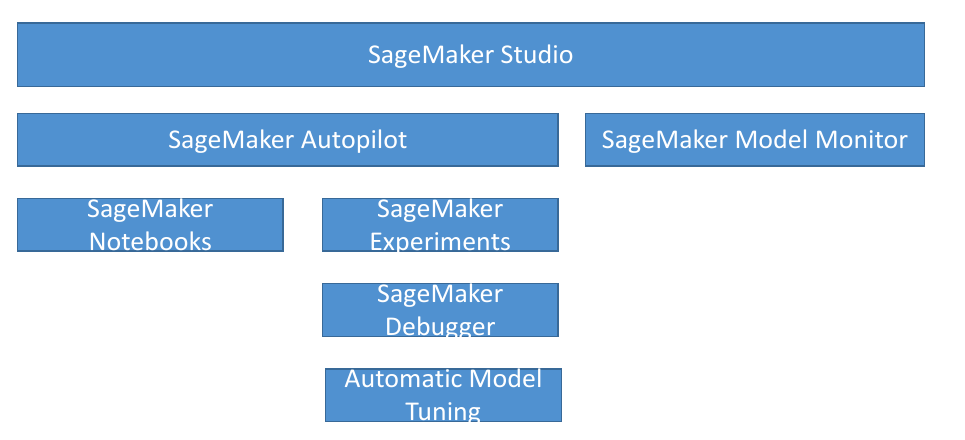 SageMaker Studio
SageMaker Autopilot
SageMaker Model Monitor
SageMaker
Notebooks
SageMaker
Experiments
SageMaker
Debugger
Automatic Model
Tuning